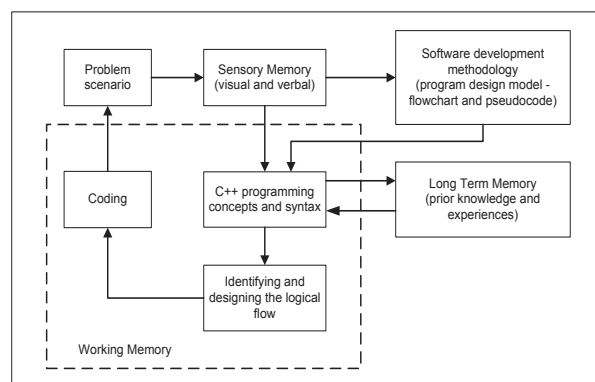 Problem
scenario
Sensory Memory
(visual and verbal)
Software development
methodology
(program design model -
flowchart and pseudocode)
Coding
C++ programming
concepts and syntax
Long Term Memory
(prior knowledge and
experiences)
Identifying and
designing the logical
flow
Working Memory